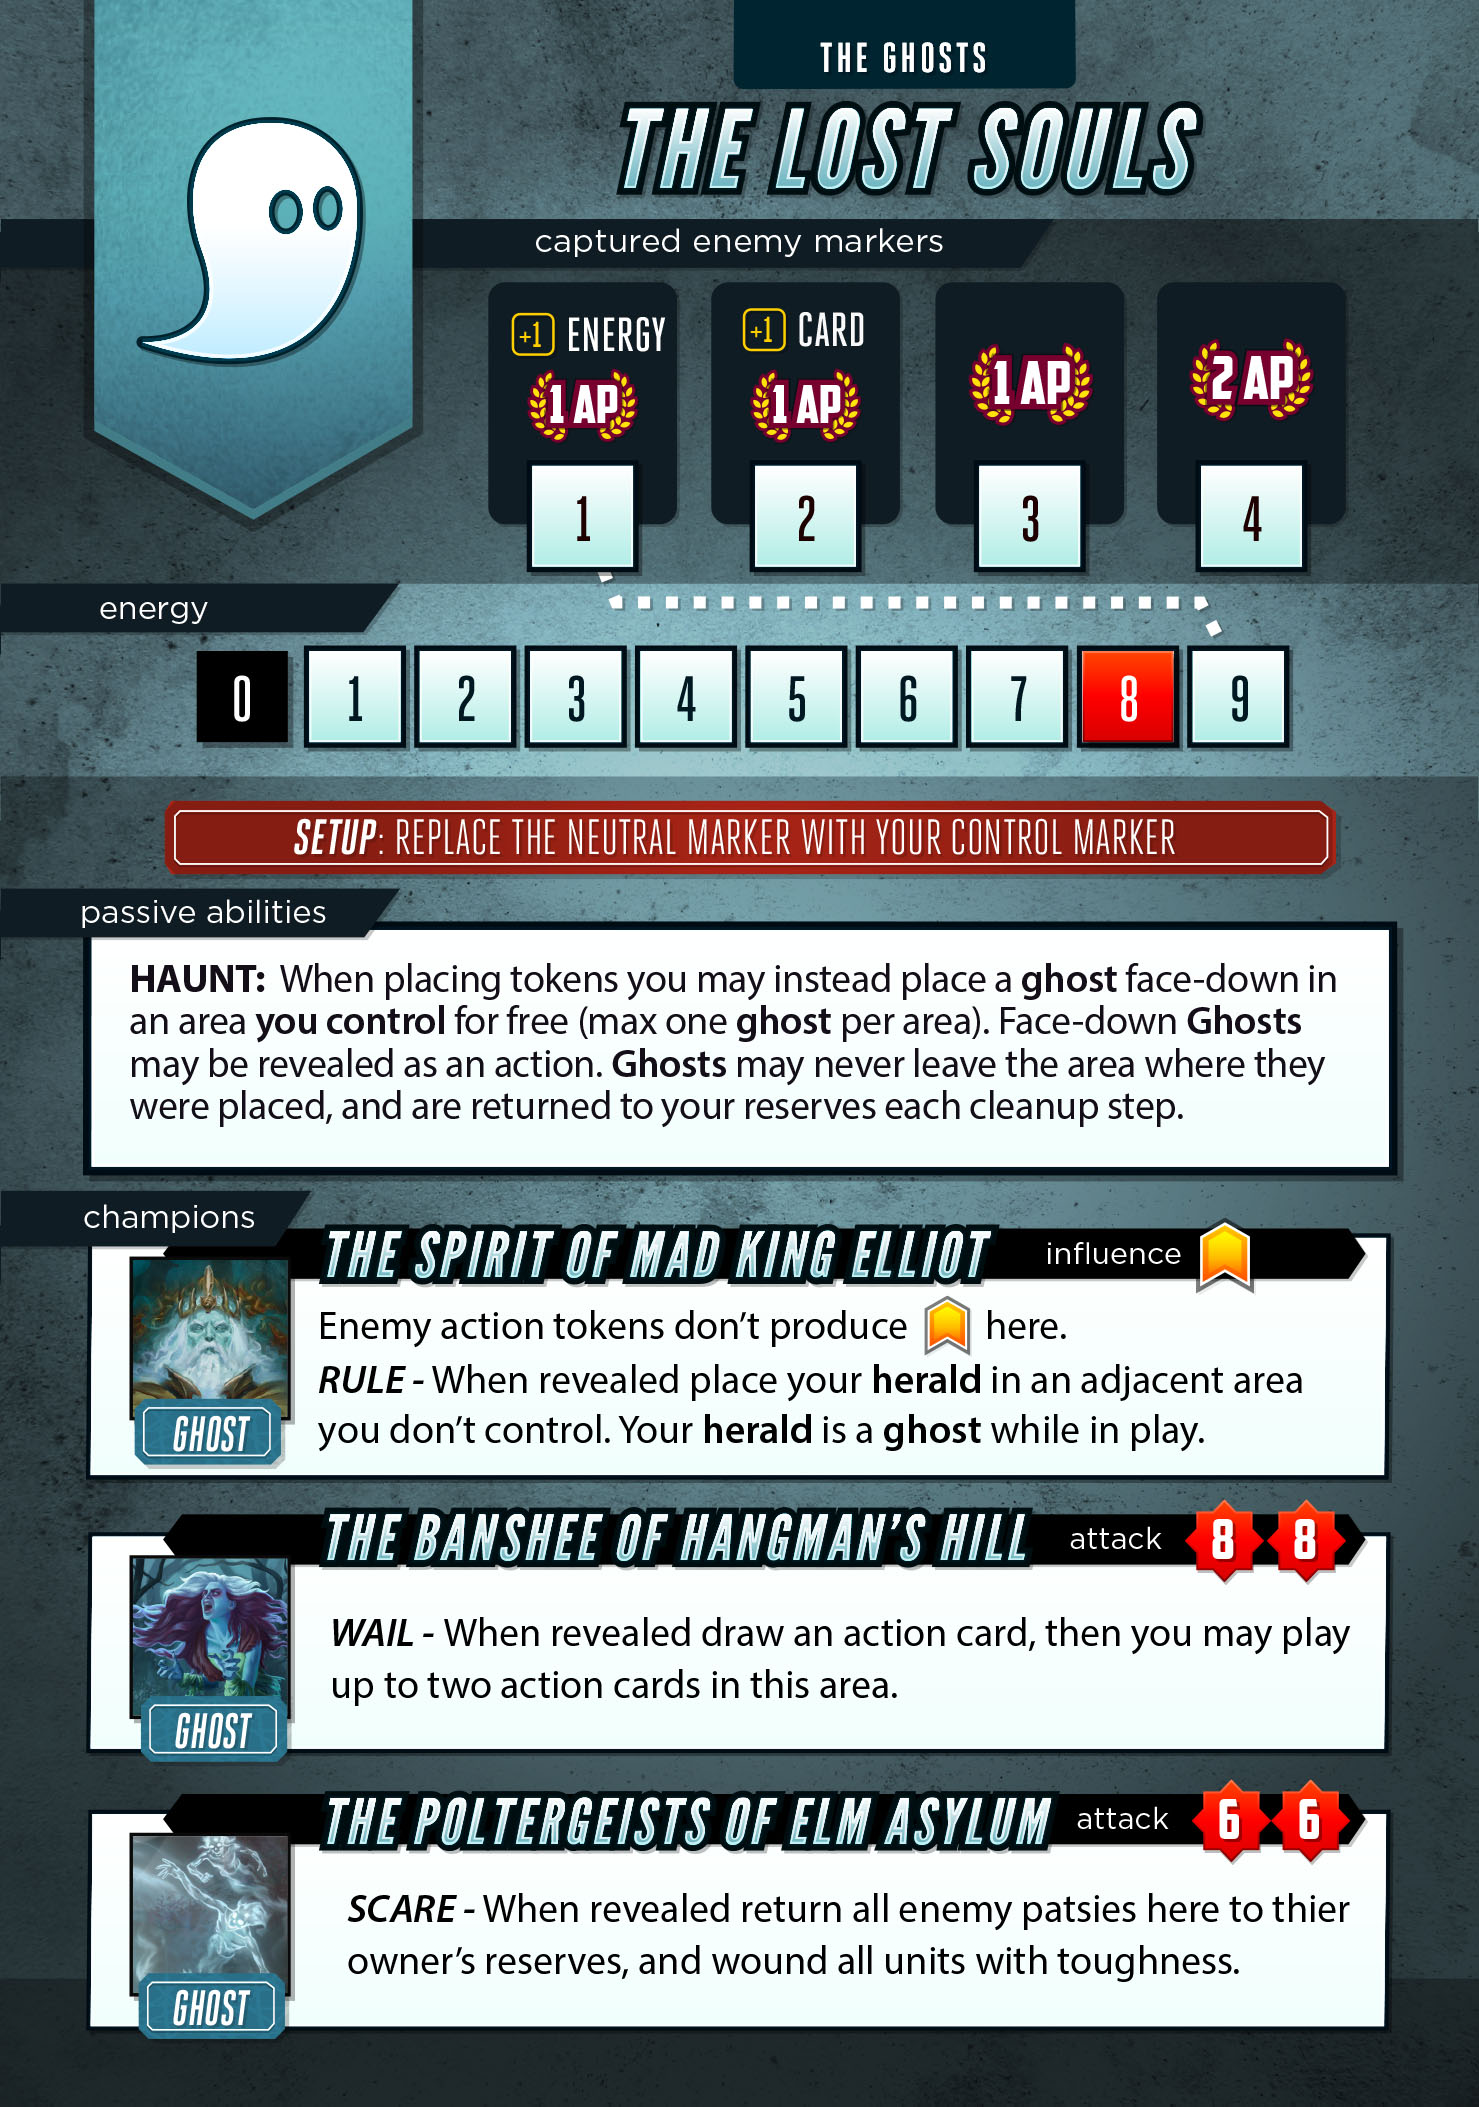 THE GHOSTS
THE LOST SOULS
captured enemy markers
+1 ENERGY
1 AP
1
+1 CARD
1 AP
2
1 AP
3
2 AP
4
energy
0 1 2 3 4 5 6 7 8 9
SETUP: REPLACE THE NEUTRAL MARKER WITH YOUR CONTROL MARKER
passive abilities
HAUNT: When placing tokens you may instead place a ghost face-down in
an area you control for free (max one ghost per area). Face-down Ghosts
may be revealed as an action. Ghosts may never leave the area where they
were placed, and are returned to your reserves each cleanup step.
champions
THE SPIRIT OF MAD KING ELLIOT influence
Enemy action tokens don't produce here.
RULE - When revealed place your herald in an adjacent area
you don't control. Your herald is a ghost while in play.
GHOST
THE BANSHEE OF HANGMAN'S HILL attack 8 8
WAIL - When revealed draw an action card, then you may play
up to two action cards in this area.
GHOST
THE POLTERGEISTS OF ELM ASYLUM attack 6 6
SCARE - When revealed return all enemy patsies here to thier
owner's reserves, and wound all units with toughness.
GHOST